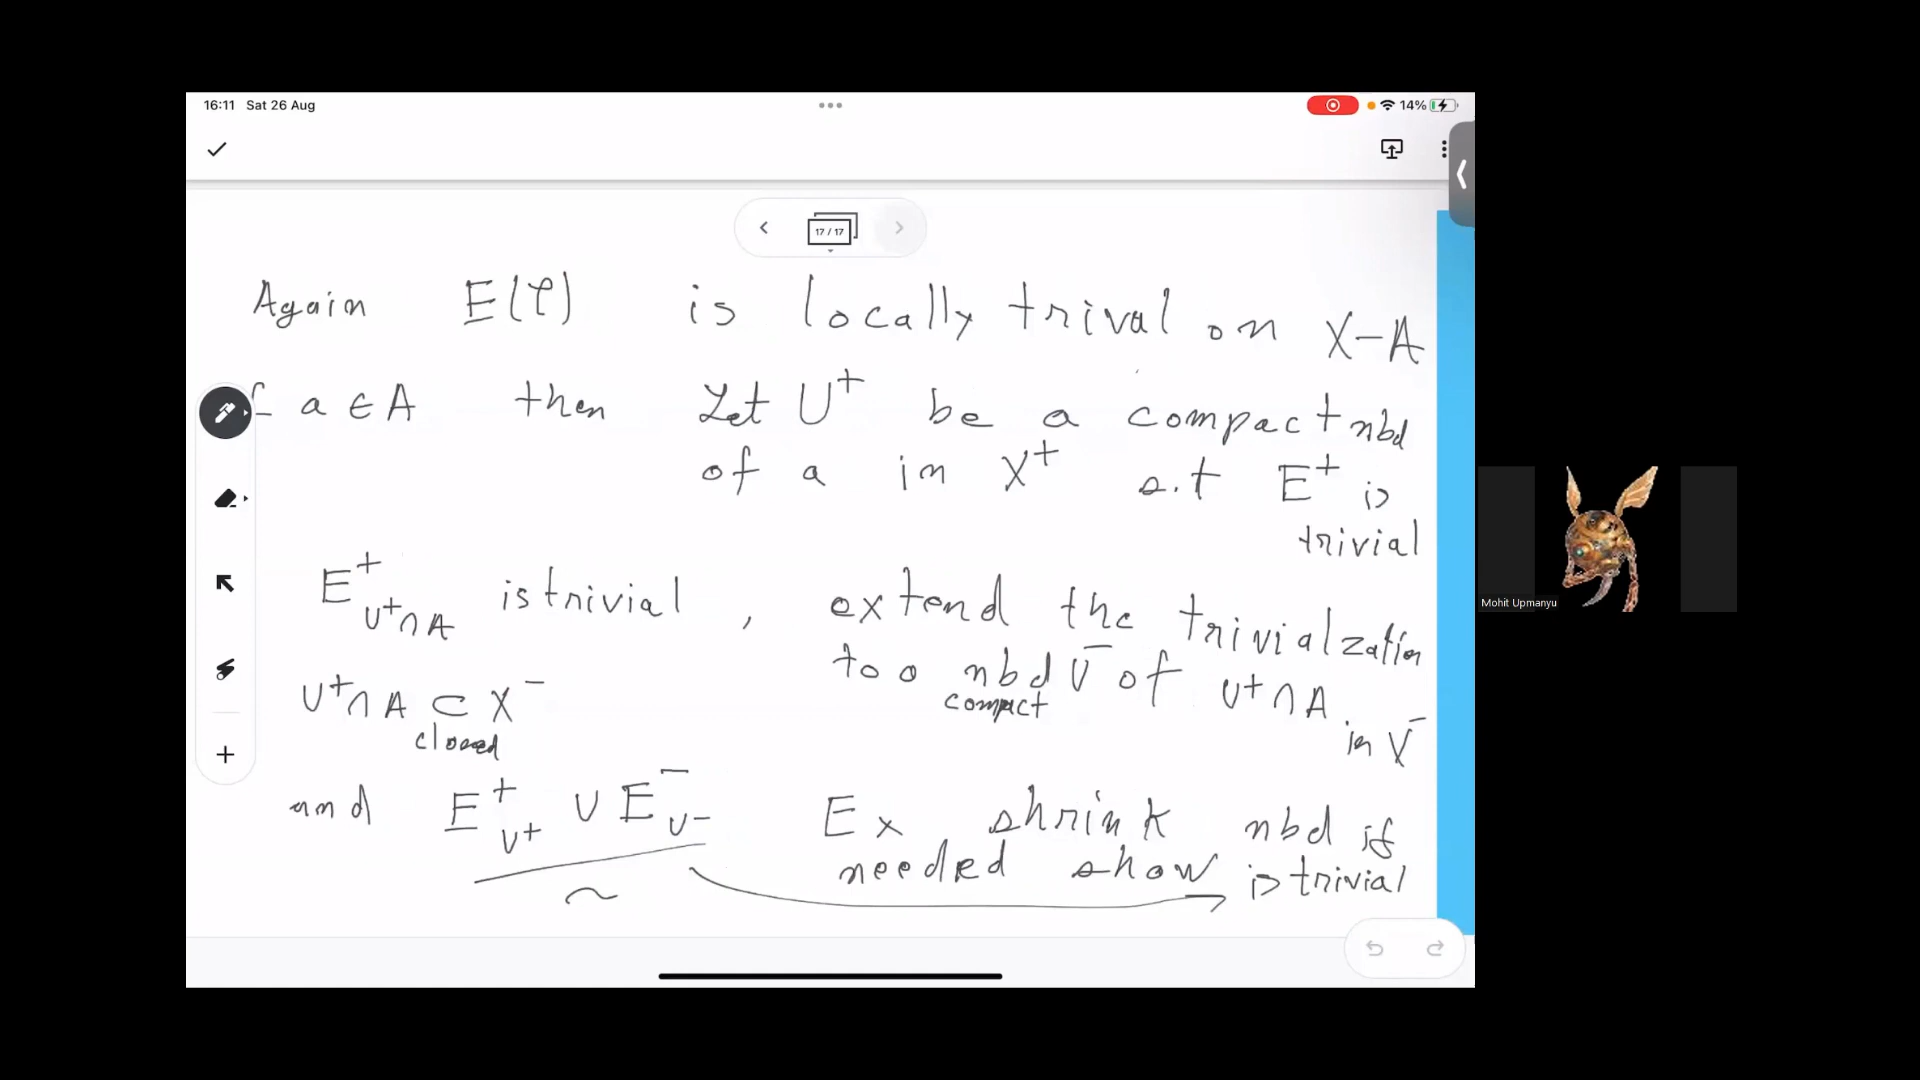 16:11 Sat 26 Aug
14%
17 / 17
Again E(φ) is locally trival on X-A
a ∈ A then Let U⁺ be a compact nbd
of a in X⁺ s.t E⁺ is
trivial
E⁺_{U⁺∩A} is trivial , extend the trivialzation
to a nbd U⁻ of U⁺∩A
compact
in X⁻
U⁺∩A ⊂ X⁻
closed
and E⁺_{U⁺} ∪ E⁻_{U⁻} Ex shrink nbd if
needed show is trivial
Mohit Upmanyu